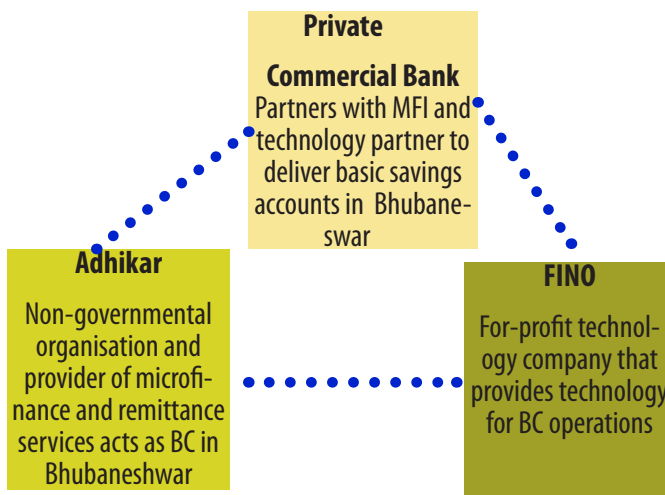 Private
Commercial Bank
Partners with MFI and
technology partner to
deliver basic savings
accounts in Bhubane-
swar
Adhikar
Non-governmental
organisation and
provider of microfi-
nance and remittance
services acts as BC in
Bhubaneshwar
FINO
For-profit technol-
ogy company that
provides technology
for BC operations